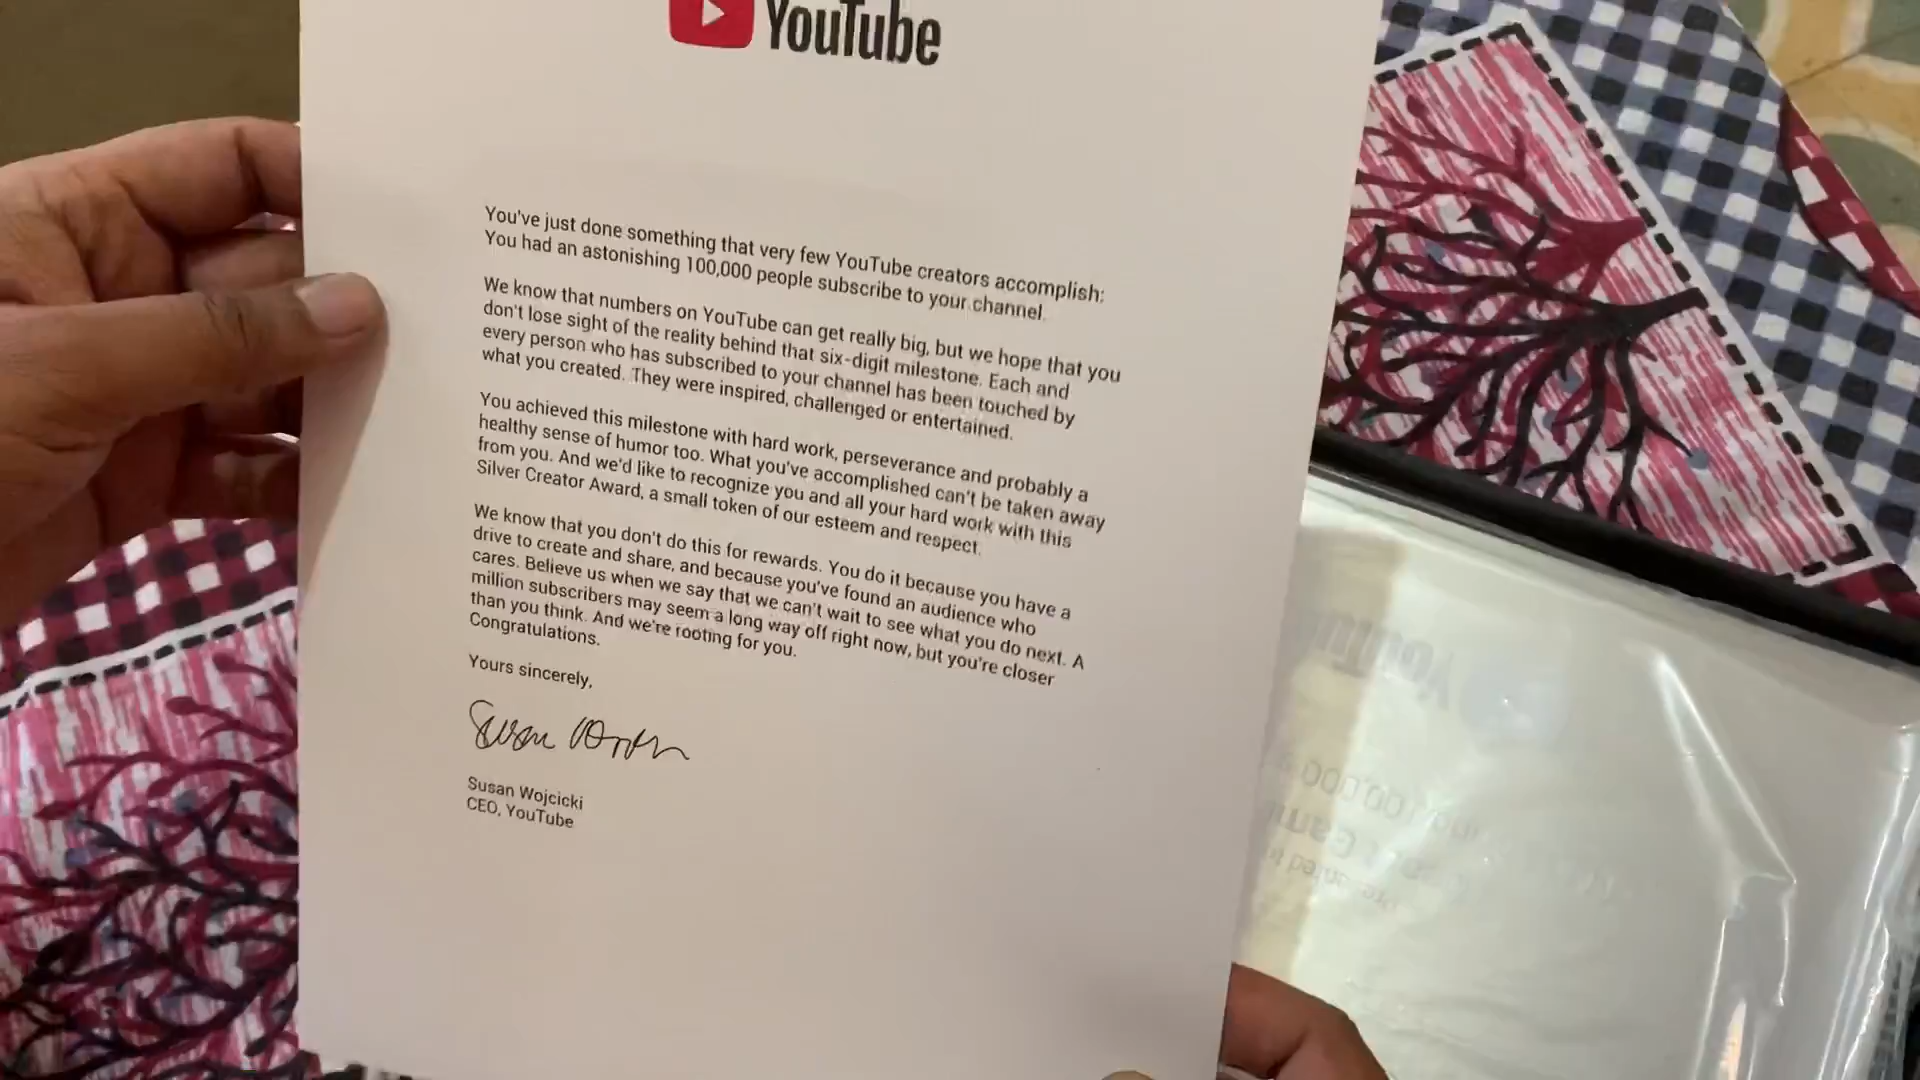 YouTube
You've just done something that very few YouTube creators accomplish:
You had an astonishing 100,000 people subscribe to your channel.
We know that numbers on YouTube can get really big, but we hope that you
don't lose sight of the reality behind that six-digit milestone. Each and
every person who has subscribed to your channel has been touched by
what you created. They were inspired, challenged or entertained.
You achieved this milestone with hard work, perseverance and probably a
healthy sense of humor too. What you've accomplished can't be taken away
from you. And we'd like to recognize you and all your hard work with this
Silver Creator Award, a small token of our esteem and respect.
We know that you don't do this for rewards. You do it because you have a
drive to create and share, and because you've found an audience who
cares. Believe us when we say that we can't wait to see what you do next. A
million subscribers may seem a long way off right now, but you're closer
than you think. And we're rooting for you.
Congratulations.
Yours sincerely,
Susan Wojcicki
CEO, YouTube